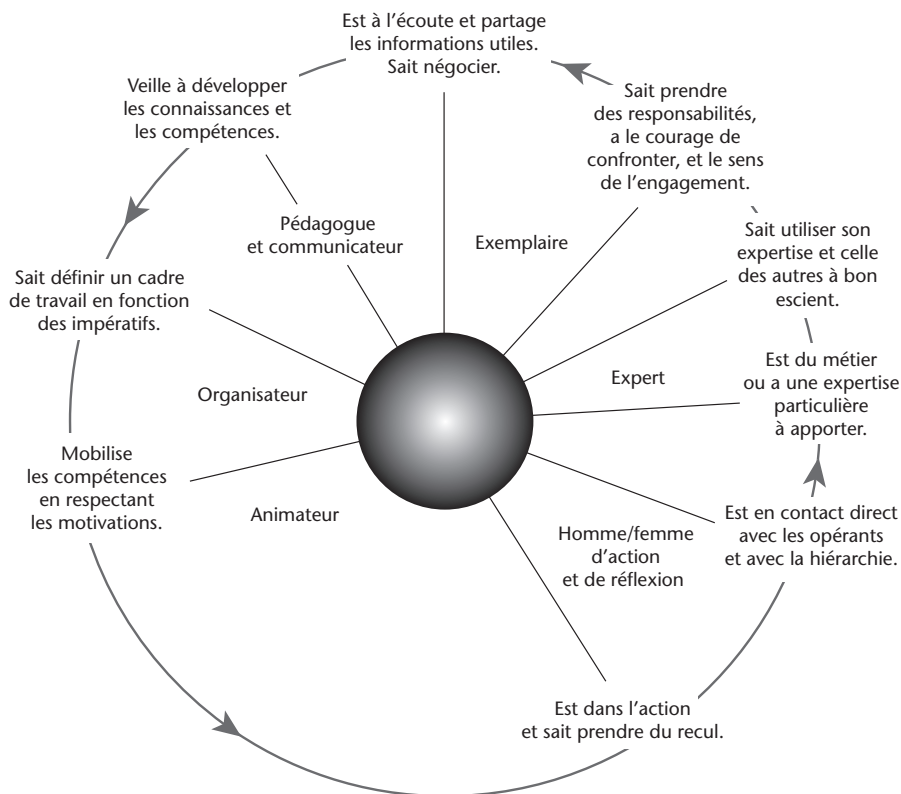 Est à l'écoute et partage
les informations utiles.
Sait négocier.
Veille à développer
les connaissances et
les compétences.
Sait prendre
des responsabilités,
a le courage de
confronter, et le sens
de l'engagement.
Pédagogue
et communicateur
Exemplaire
Sait utiliser son
expertise et celle
des autres à bon
escient.
Sait définir un cadre
de travail en fonction
des impératifs.
Organisateur
Expert
Est du métier
ou a une expertise
particulière
à apporter.
Mobilise
les compétences
en respectant
les motivations.
Animateur
Homme/femme
d'action
et de réflexion
Est en contact direct
avec les opérants
et avec la hiérarchie.
Est dans l'action
et sait prendre du recul.